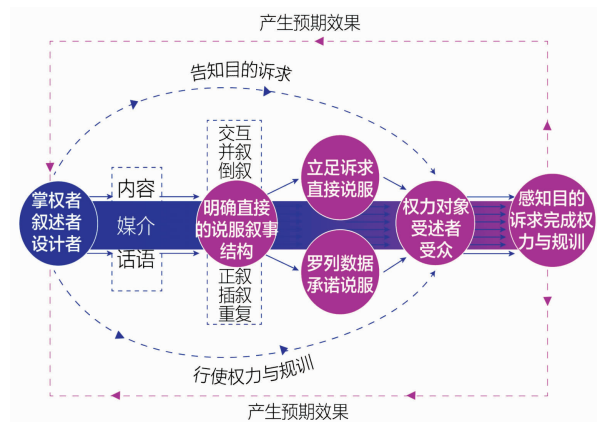 产生预期效果
告知目的诉求
交互
并叙
倒叙
掌权者
叙述者
设计者
内容
媒介
话语
明确直接
的说服叙事
结构
正叙
插叙
重复
立足诉求
直接说服
罗列数据
承诺说服
权力对象
受述者
受众
感知目的
诉求完成权
力与规训
行使权力与规训
产生预期效果